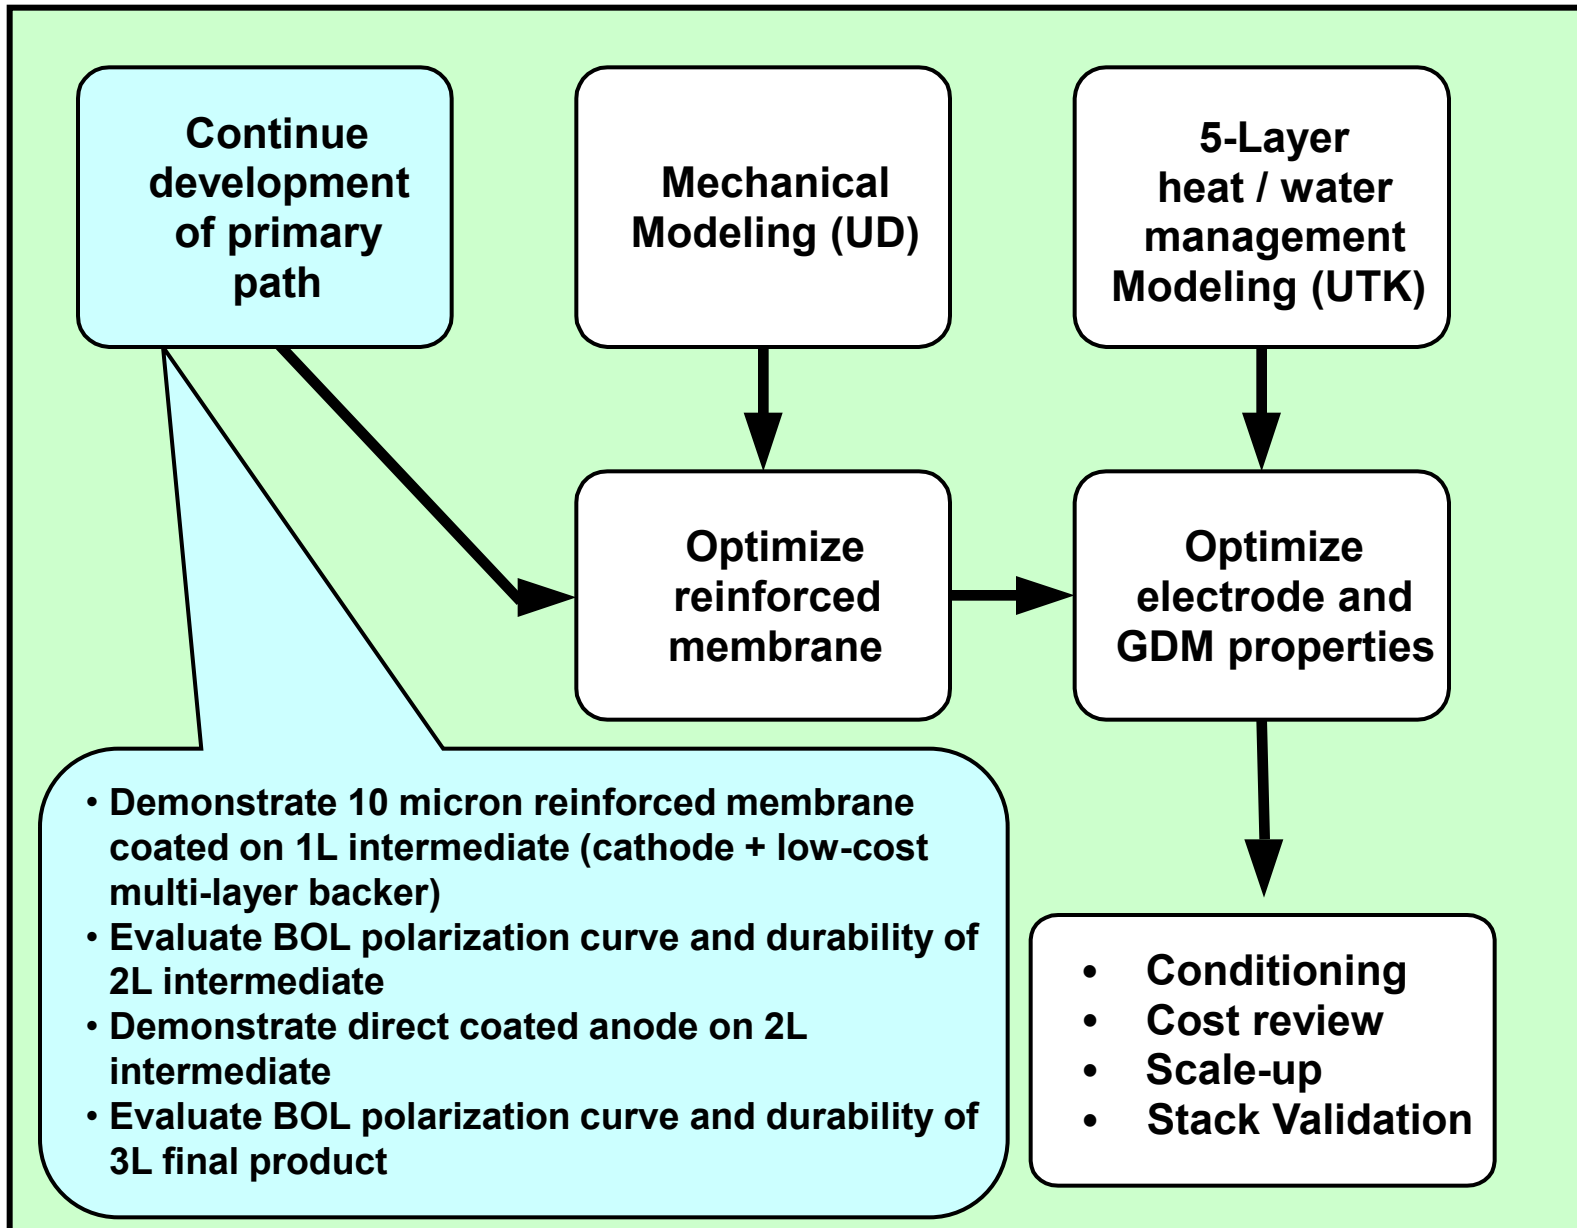 Continue
development
of primary
path
Mechanical
Modeling (UD)
5-Layer
heat / water
management
Modeling (UTK)
Optimize
reinforced
membrane
Optimize
electrode and
GDM properties
• Demonstrate 10 micron reinforced membrane
coated on 1L intermediate (cathode + low-cost
multi-layer backer)
• Evaluate BOL polarization curve and durability of
2L intermediate
• Demonstrate direct coated anode on 2L
intermediate
• Evaluate BOL polarization curve and durability of
3L final product
• Conditioning
• Cost review
• Scale-up
• Stack Validation